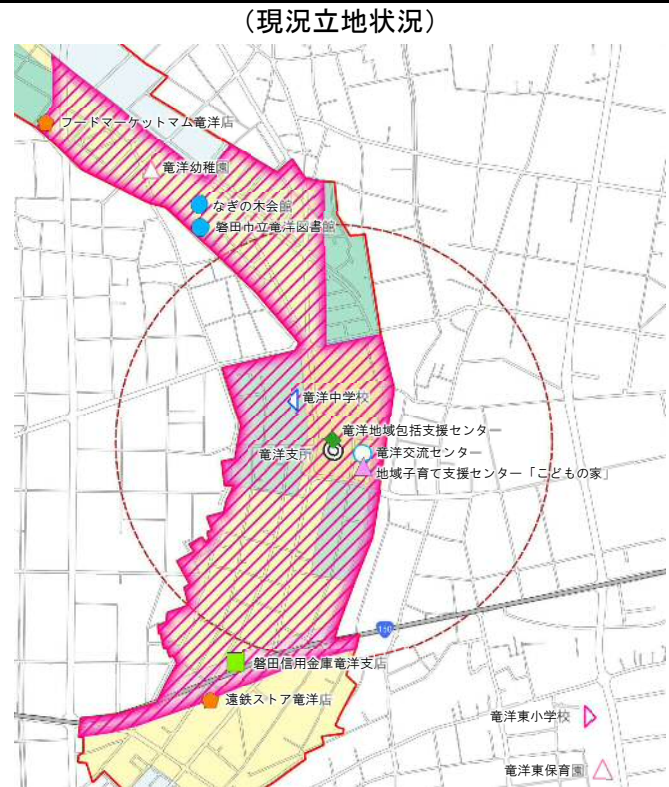 （現況立地状況）
フードマーケットマム竜洋店
竜洋幼稚園
なぎの木会館
磐田市立竜洋図書館
竜洋中学校
竜洋地域包括支援センター
竜洋支所
竜洋交流センター
地域子育て支援センター「こどもの家」
150
磐田信用金庫竜洋支店
遠鉄ストア竜洋店
竜洋東小学校
竜洋東保育園